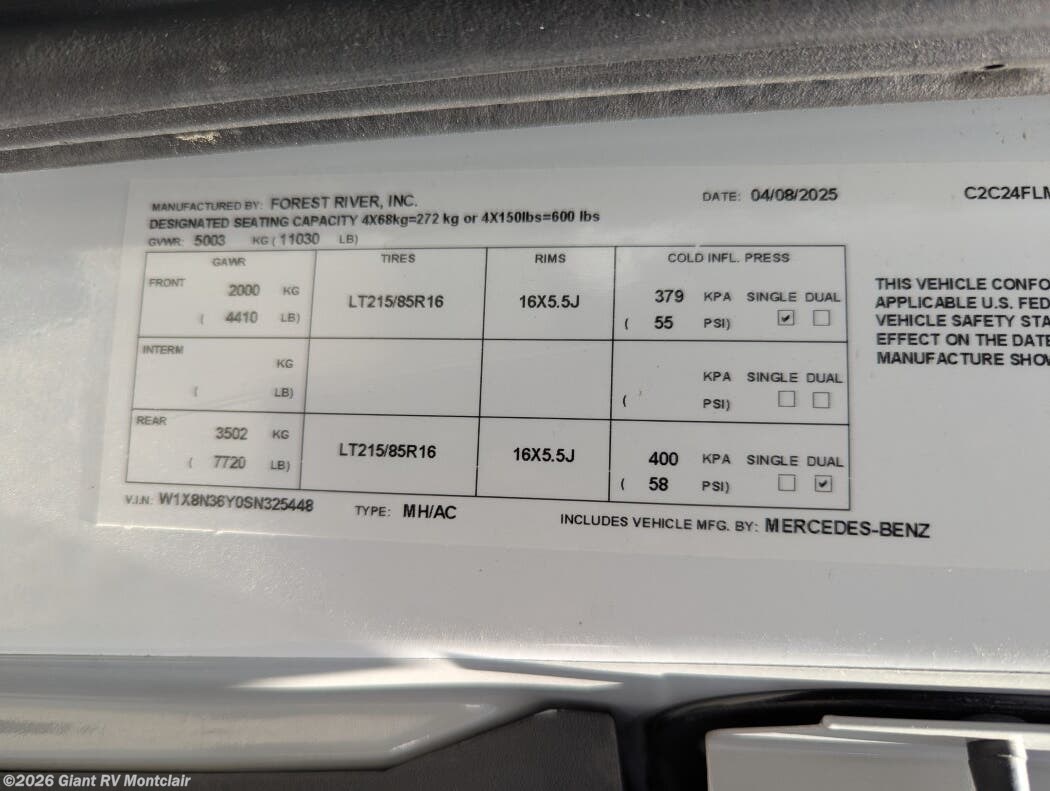 MANUFACTURED BY: FOREST RIVER, INC. DATE: 04/08/2025 C2C24FLM
DESIGNATED SEATING CAPACITY 4X68kg=272 kg or 4X150lbs=600 lbs
GVWR: 5003 KG ( 11030 LB)
GAWR TIRES RIMS COLD INFL. PRESS
FRONT 2000 KG LT215/85R16 16X5.5J 379 KPA SINGLE DUAL
( 4410 LB) ( 55 PSI)
INTERM KG KPA SINGLE DUAL
( LB) ( PSI)
REAR 3502 KG LT215/85R16 16X5.5J 400 KPA SINGLE DUAL
( 7720 LB) ( 58 PSI)
V.I.N: W1X8N36Y0SN325448 TYPE: MH/AC INCLUDES VEHICLE MFG. BY: MERCEDES-BENZ
THIS VEHICLE CONFO
APPLICABLE U.S. FED
VEHICLE SAFETY STA
EFFECT ON THE DATE
MANUFACTURE SHOW
©2026 Giant RV Montclair